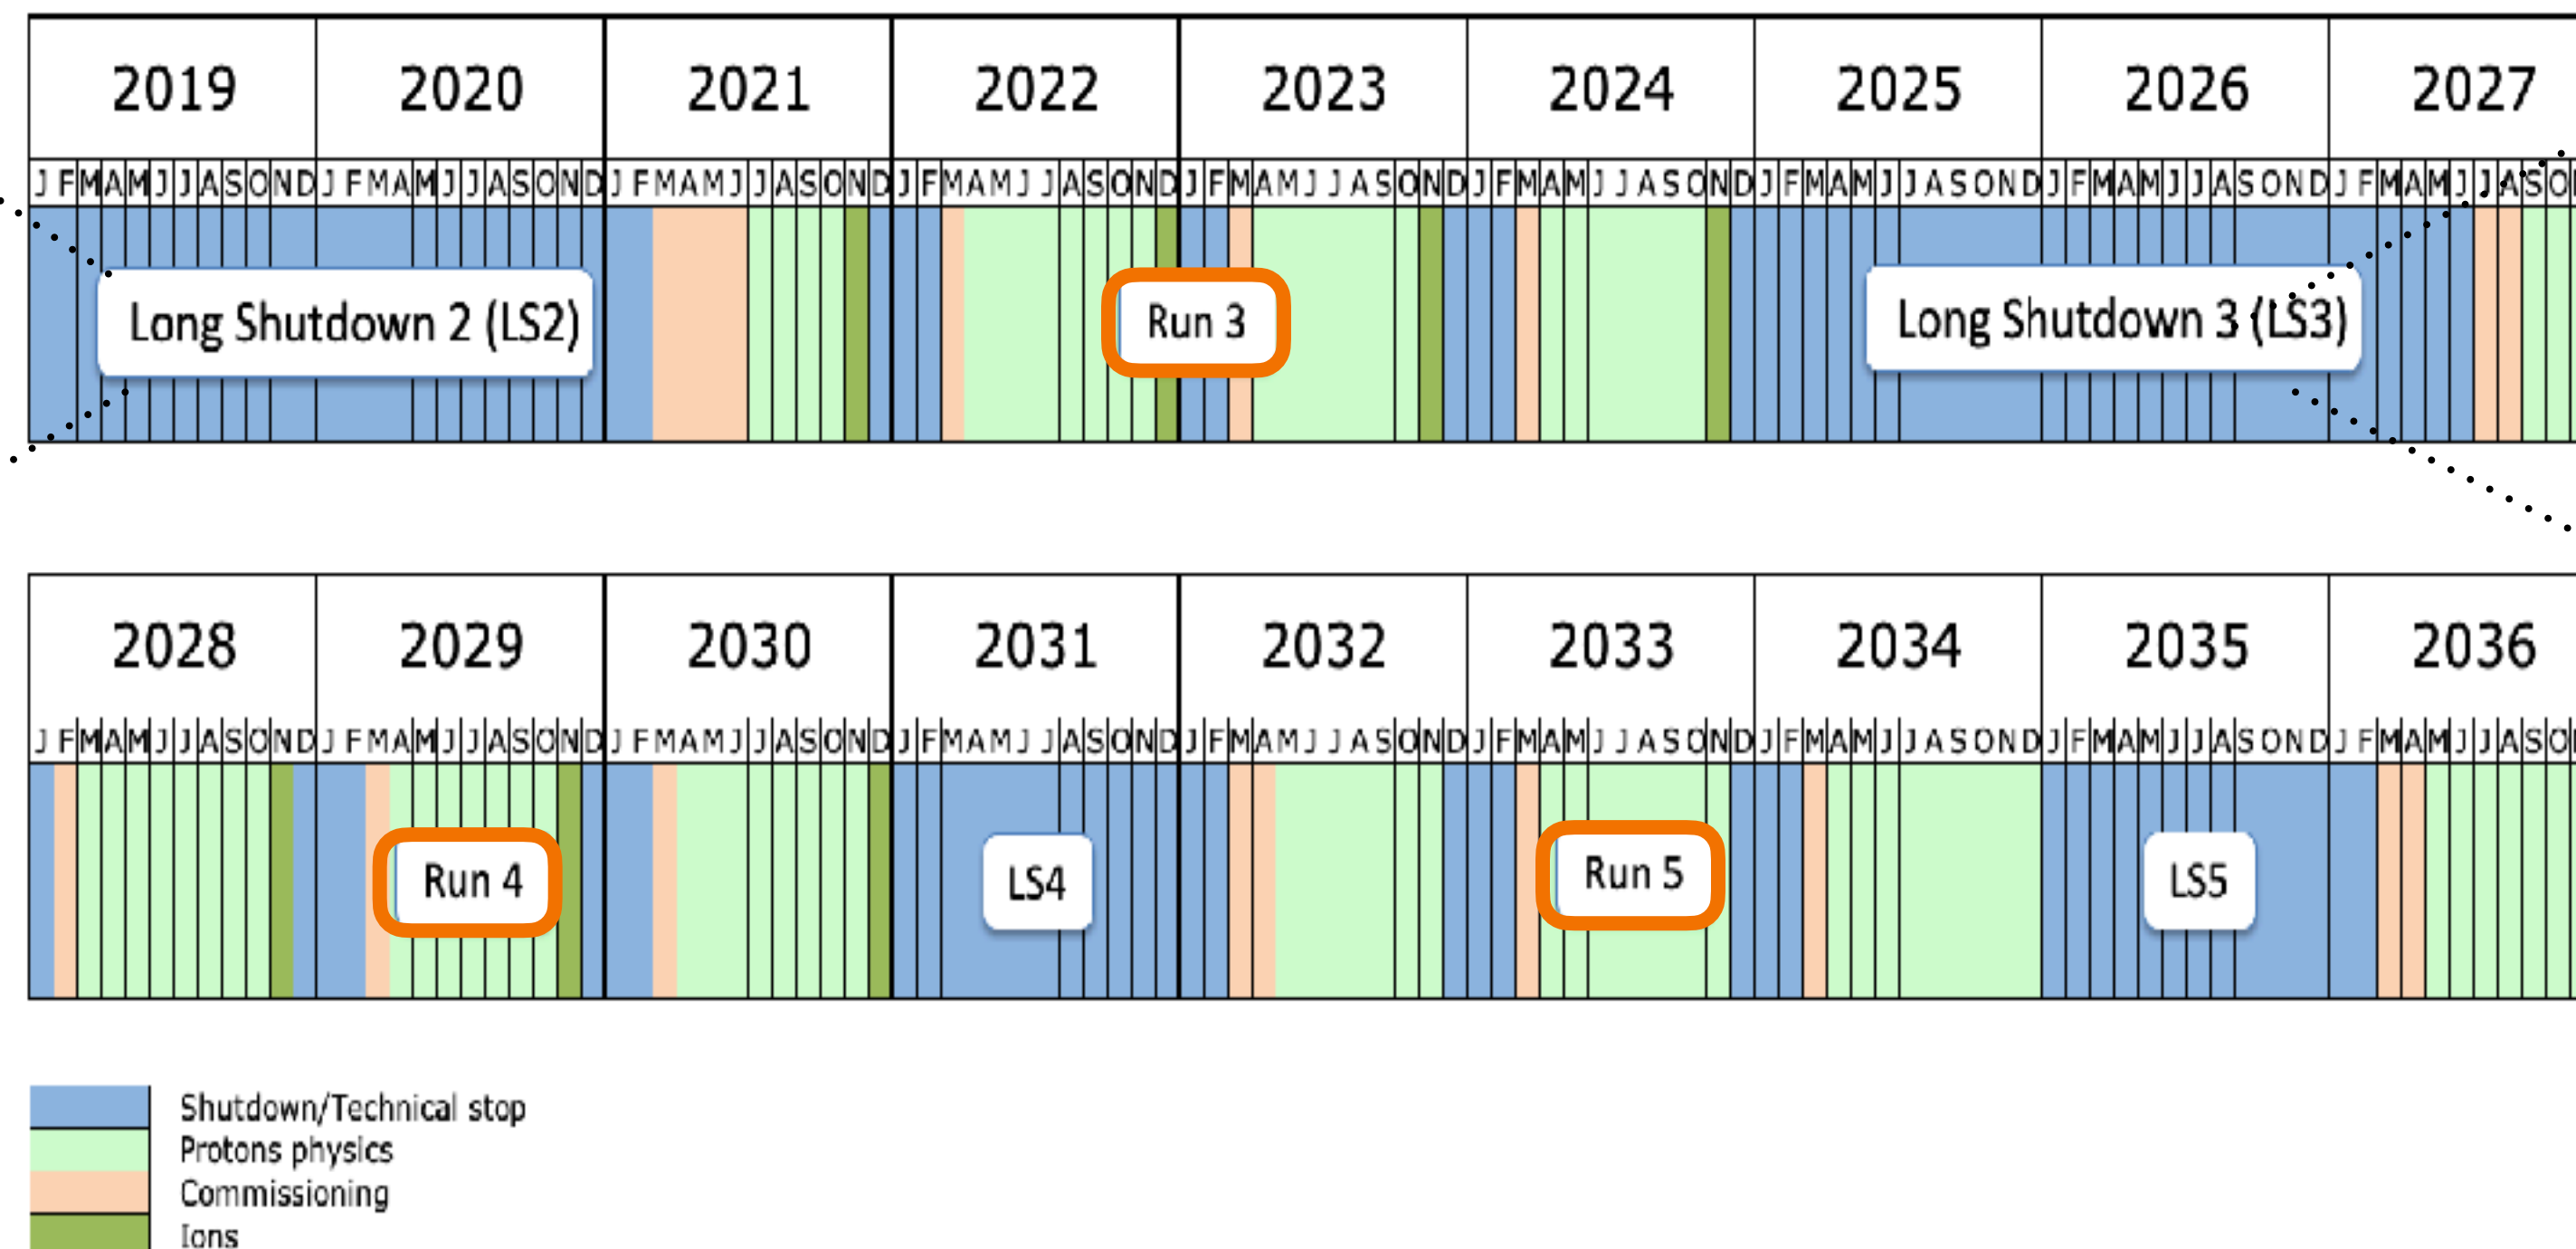 2019 2020 2021 2022 2023 2024 2025 2026 2027
J F M A M J J A S O N D J F M A M J J A S O N D J F M A M J J A S O N D J F M A M J J A S O N D J F M A M J J A S O N D J F M A M J J A S O N D J F M A M J J A S O N D J F M A M J J A S O N D J F M A M J J A S O
Long Shutdown 2 (LS2) Run 3 Long Shutdown 3 (LS3)
2028 2029 2030 2031 2032 2033 2034 2035 2036
J F M A M J J A S O N D J F M A M J J A S O N D J F M A M J J A S O N D J F M A M J J A S O N D J F M A M J J A S O N D J F M A M J J A S O N D J F M A M J J A S O N D J F M A M J J A S O N D J F M A M J J A S O
Run 4 LS4 Run 5 LS5
Shutdown/Technical stop
Protons physics
Commissioning
Ions